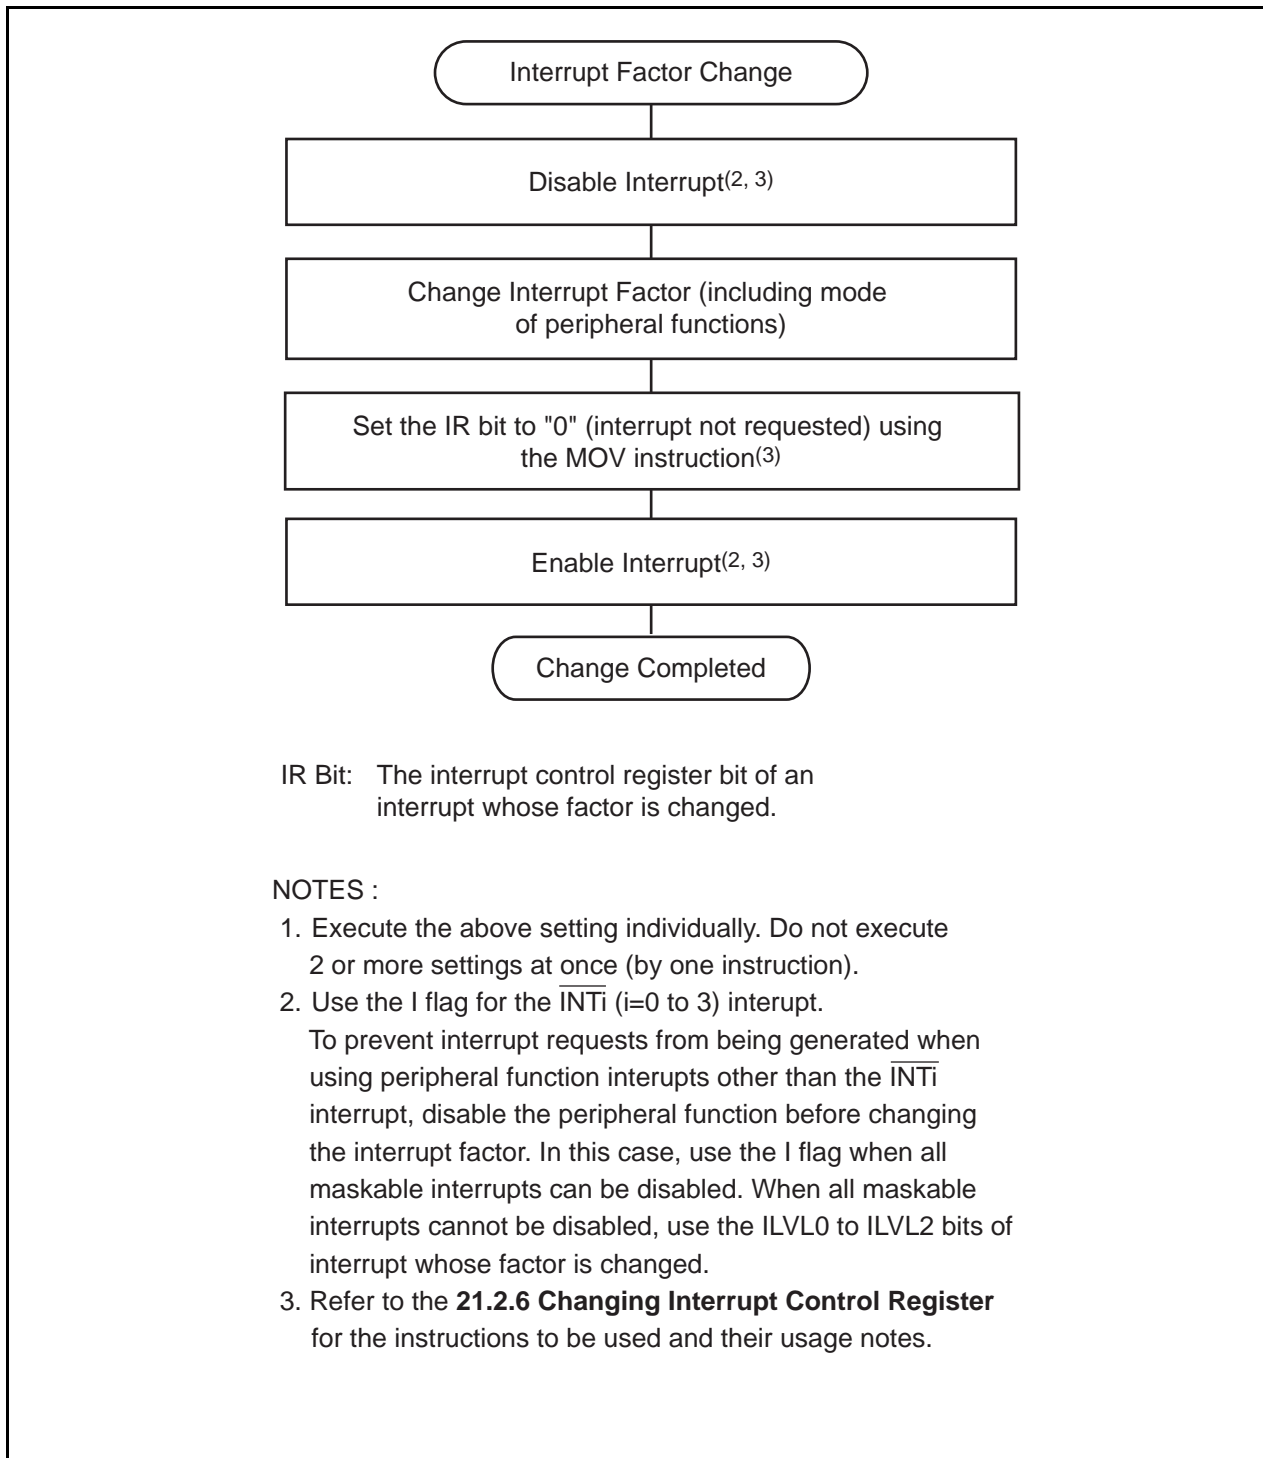 Interrupt Factor Change
Disable Interrupt(2, 3)
Change Interrupt Factor (including mode
of peripheral functions)
Set the IR bit to "0" (interrupt not requested) using
the MOV instruction(3)
Enable Interrupt(2, 3)
Change Completed
IR Bit: The interrupt control register bit of an
interrupt whose factor is changed.
NOTES :
1. Execute the above setting individually. Do not execute
2 or more settings at once (by one instruction).
2. Use the I flag for the I̅N̅T̅i̅ (i=0 to 3) interupt.
To prevent interrupt requests from being generated when
using peripheral function interupts other than the I̅N̅T̅i̅
interrupt, disable the peripheral function before changing
the interrupt factor. In this case, use the I flag when all
maskable interrupts can be disabled. When all maskable
interrupts cannot be disabled, use the ILVL0 to ILVL2 bits of
interrupt whose factor is changed.
3. Refer to the 21.2.6 Changing Interrupt Control Register
for the instructions to be used and their usage notes.